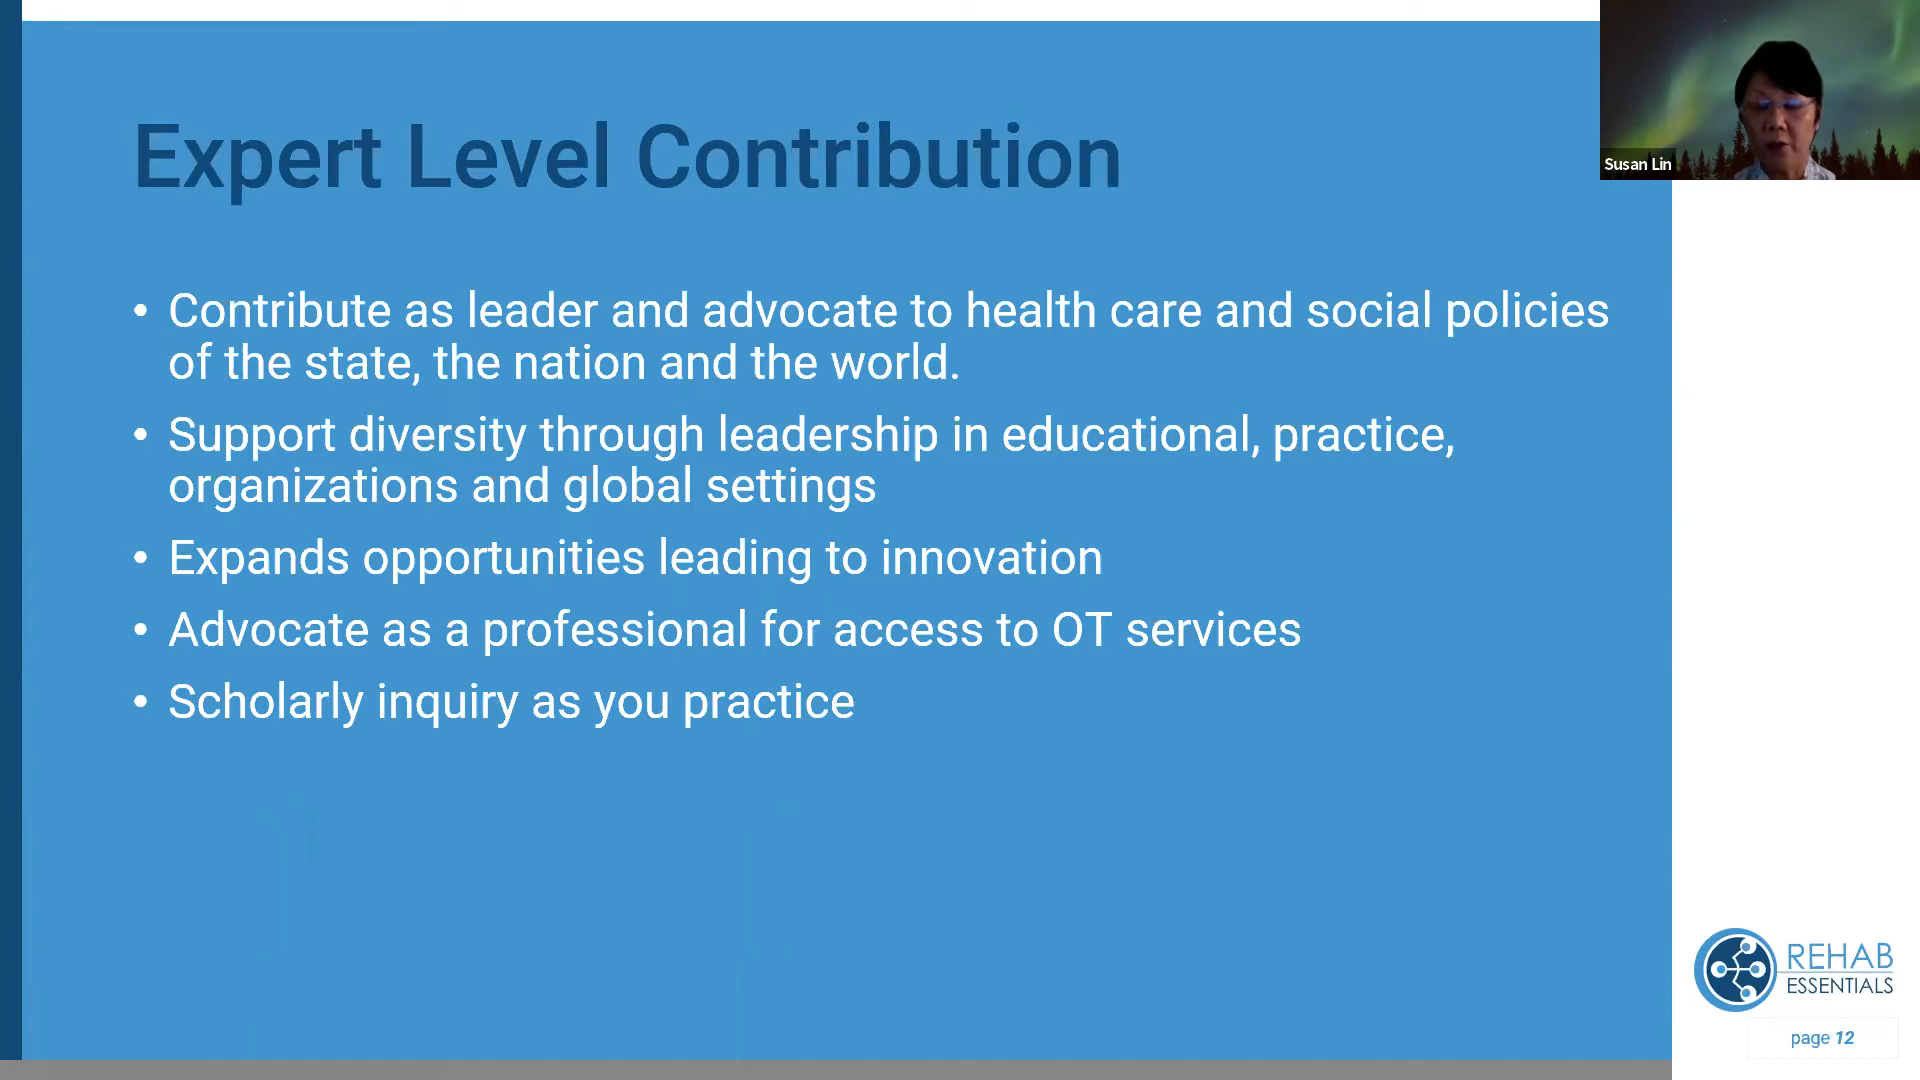 Expert Level Contribution
• Contribute as leader and advocate to health care and social policies
of the state, the nation and the world.
• Support diversity through leadership in educational, practice,
organizations and global settings
• Expands opportunities leading to innovation
• Advocate as a professional for access to OT services
• Scholarly inquiry as you practice
Susan Lin
REHAB
ESSENTIALS
page 12